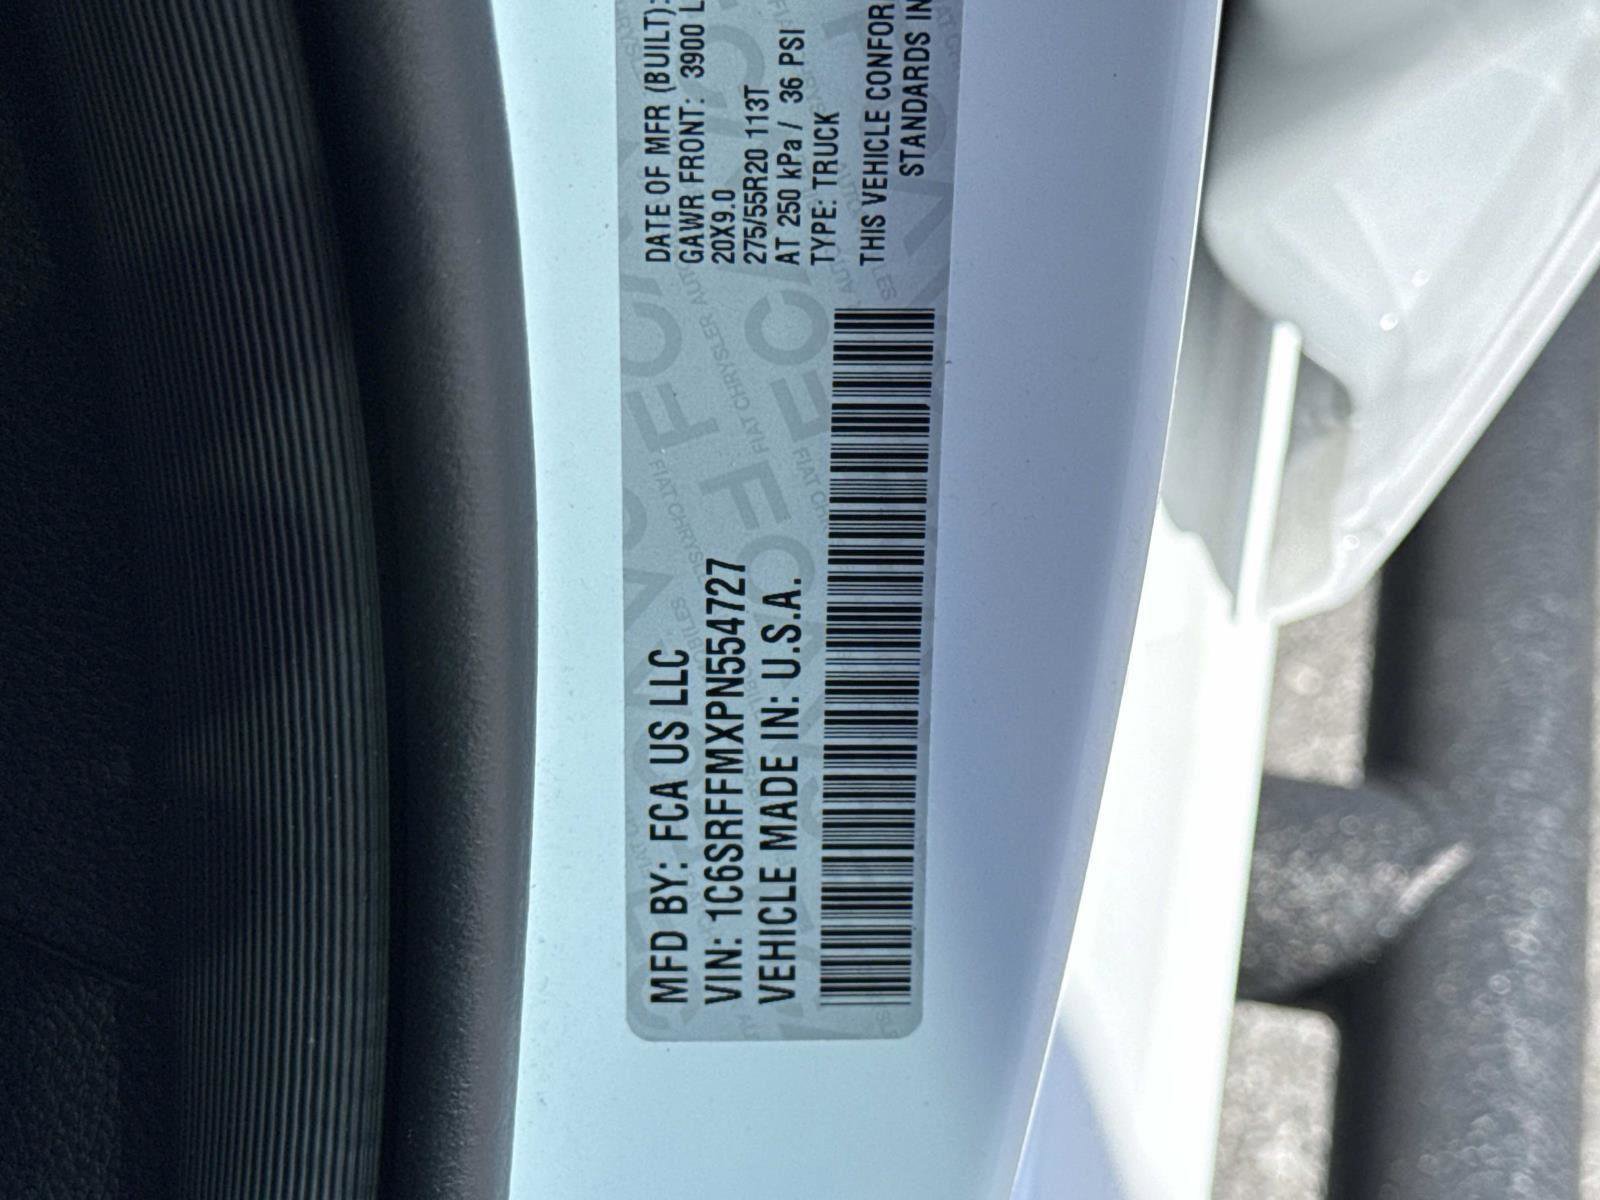 MFD BY: FCA US LLC
VIN: 1C6SRFFMXPN554727
VEHICLE MADE IN: U.S.A.
DATE OF MFR (BUILT):
GAWR FRONT: 3900 L
20X9.0
275/55R20 113T
AT 250 kPa / 36 PSI
TYPE: TRUCK
THIS VEHICLE CONFOR
STANDARDS IN